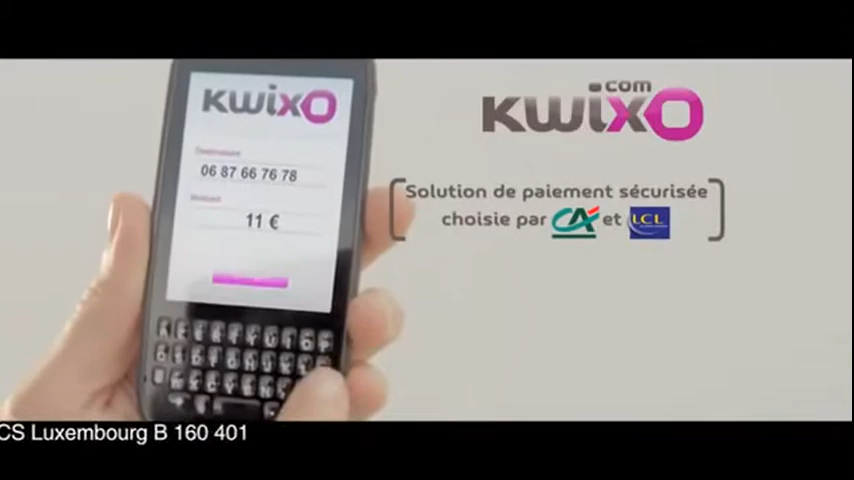 KWIXO
Destinataire
06 87 66 76 78
Montant
11 €
.com
KWIXO
Solution de paiement sécurisée
choisie par CA et LCL
CS Luxembourg B 160 401